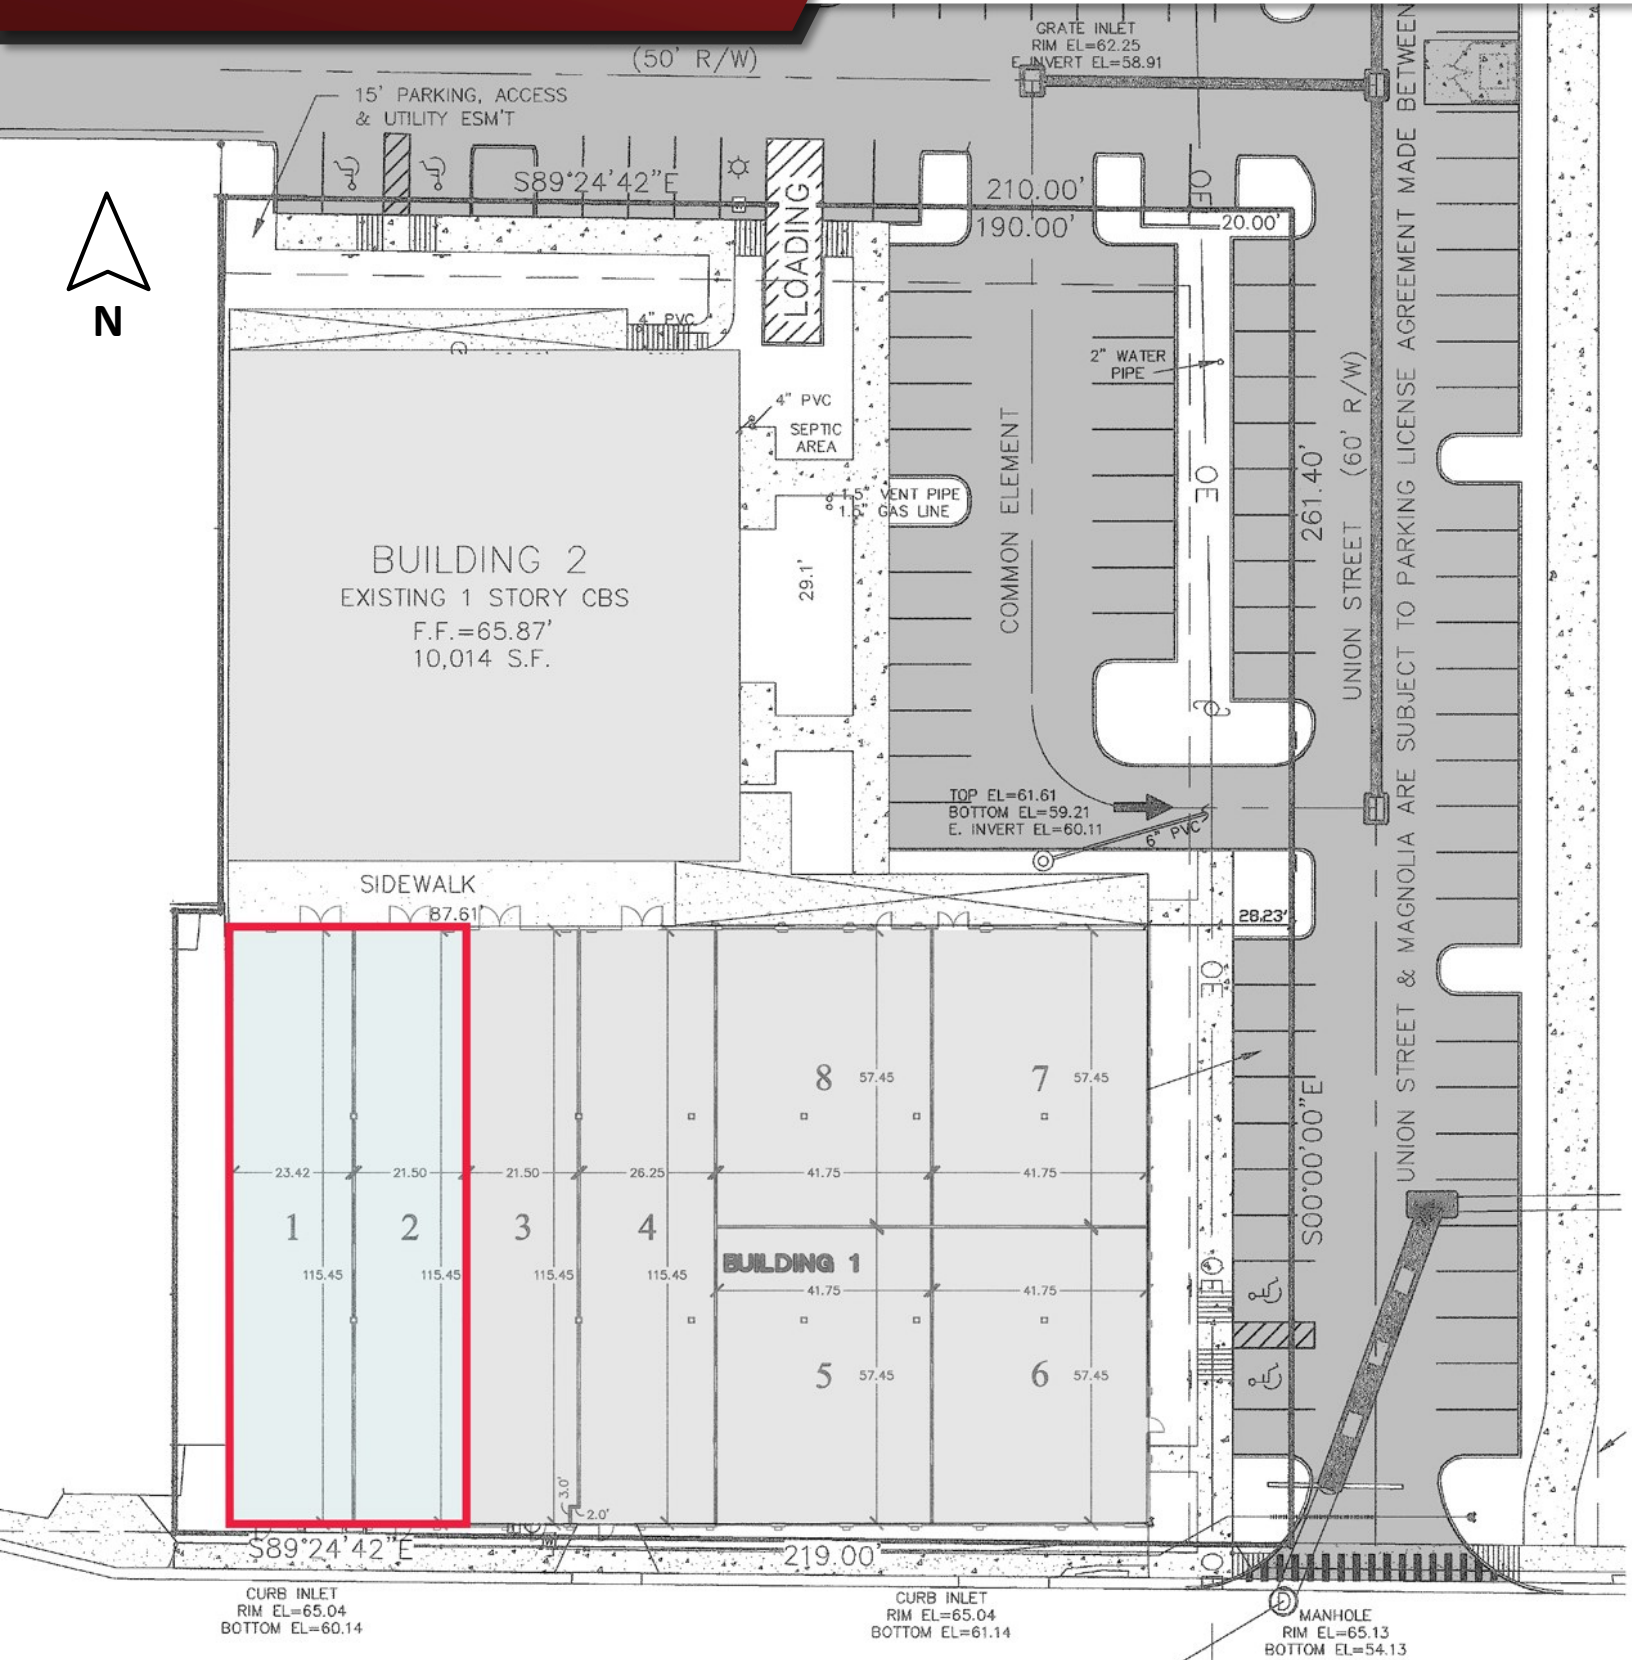 GRATE INLET
RIM EL=62.25
E. INVERT EL=58.91
(50' R/W)
15' PARKING, ACCESS
& UTILITY ESM'T
S89°24'42"E
210.00'
190.00'
20.00'
OE
LOADING
N
4" PVC
2" WATER
PIPE
4" PVC
SEPTIC
AREA
1.5" VENT PIPE
1.5" GAS LINE
COMMON ELEMENT
OE
261.40'
UNION STREET (60' R/W)
UNION STREET & MAGNOLIA ARE SUBJECT TO PARKING LICENSE AGREEMENT MADE BETWEEN
BUILDING 2
EXISTING 1 STORY CBS
F.F.=65.87'
10,014 S.F.
29.1'
TOP EL=61.61
BOTTOM EL=59.21
E. INVERT EL=60.11
6" PVC
SIDEWALK
87.61'
28.23'
OE
8 57.45
7 57.45
S00°00'00"E
23.42
21.50
21.50
26.25
41.75
41.75
1
2
3
4
BUILDING 1
OE
115.45
115.45
115.45
115.45
41.75
41.75
5 57.45
6 57.45
3.0'
2.0'
S89°24'42"E
219.00'
CURB INLET
RIM EL=65.04
BOTTOM EL=60.14
CURB INLET
RIM EL=65.04
BOTTOM EL=61.14
D
MANHOLE
RIM EL=65.13
BOTTOM EL=54.13